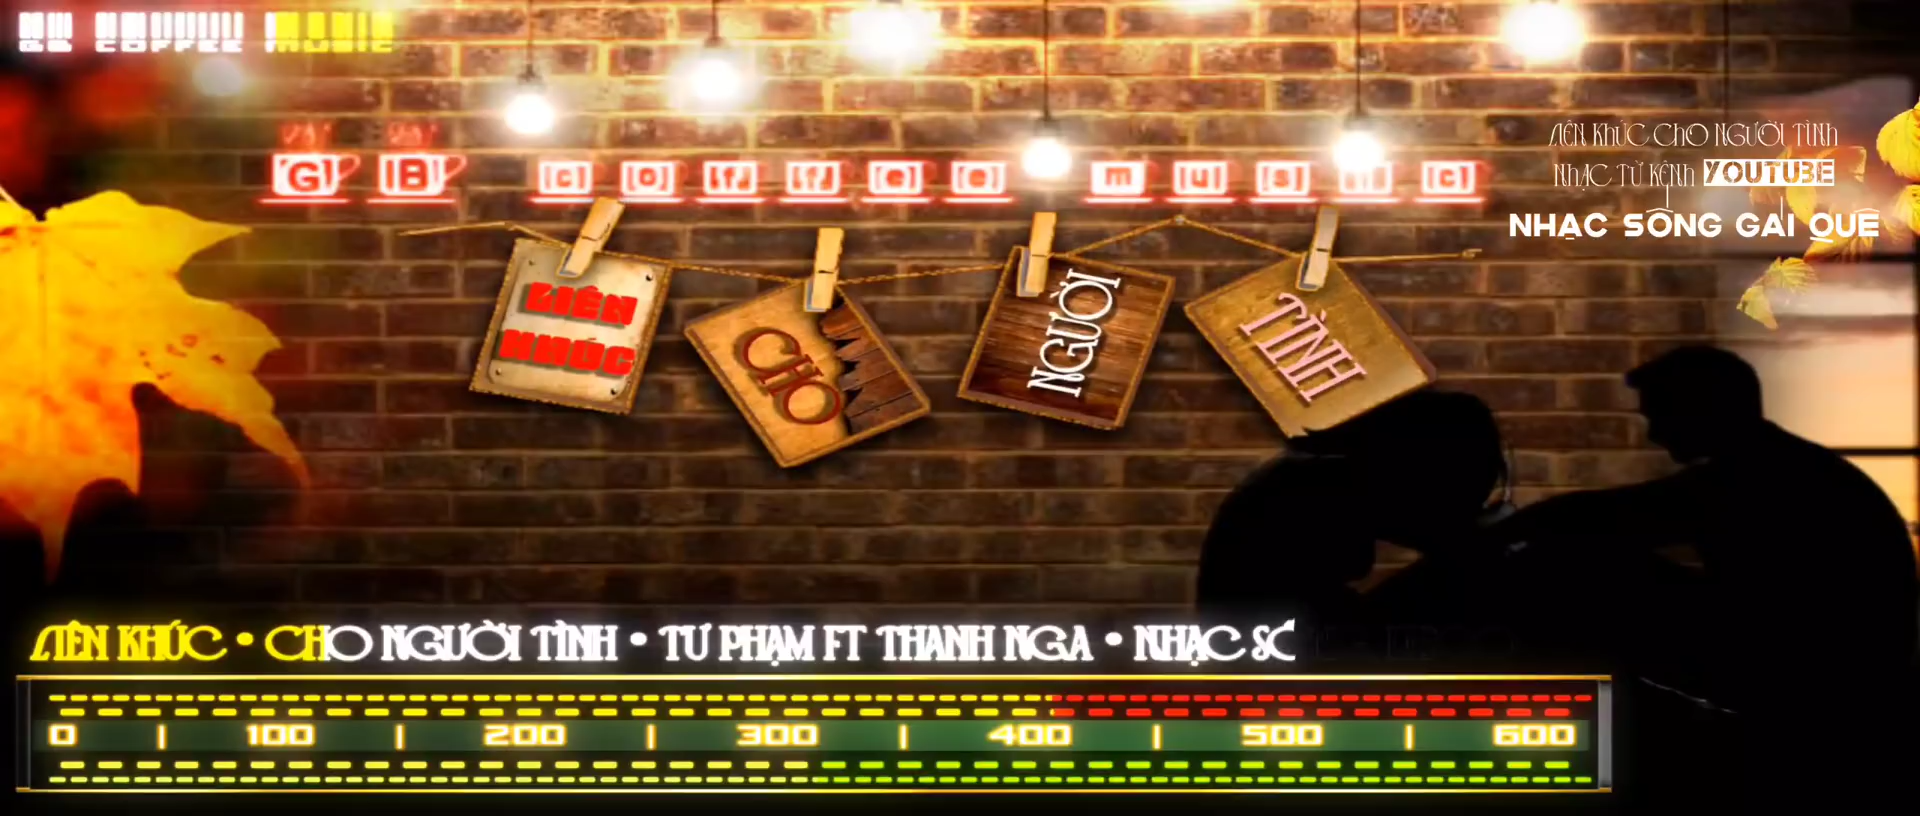 COFFEE MUSIC
G B coffee music
LIÊN KHÚC CHO NGƯỜI TÌNH
NHẠC TỪ KÊNH YOUTUBE
NHẠC SỐNG GÁI QUÊ
LIÊN
KHÚC
CHO
NGƯỜI
TÌNH
LIÊN KHÚC • CHO NGƯỜI TÌNH • TƯ PHẠM FT THANH NGA • NHẠC SỐ
0 | 100 | 200 | 300 | 400 | 500 | 600